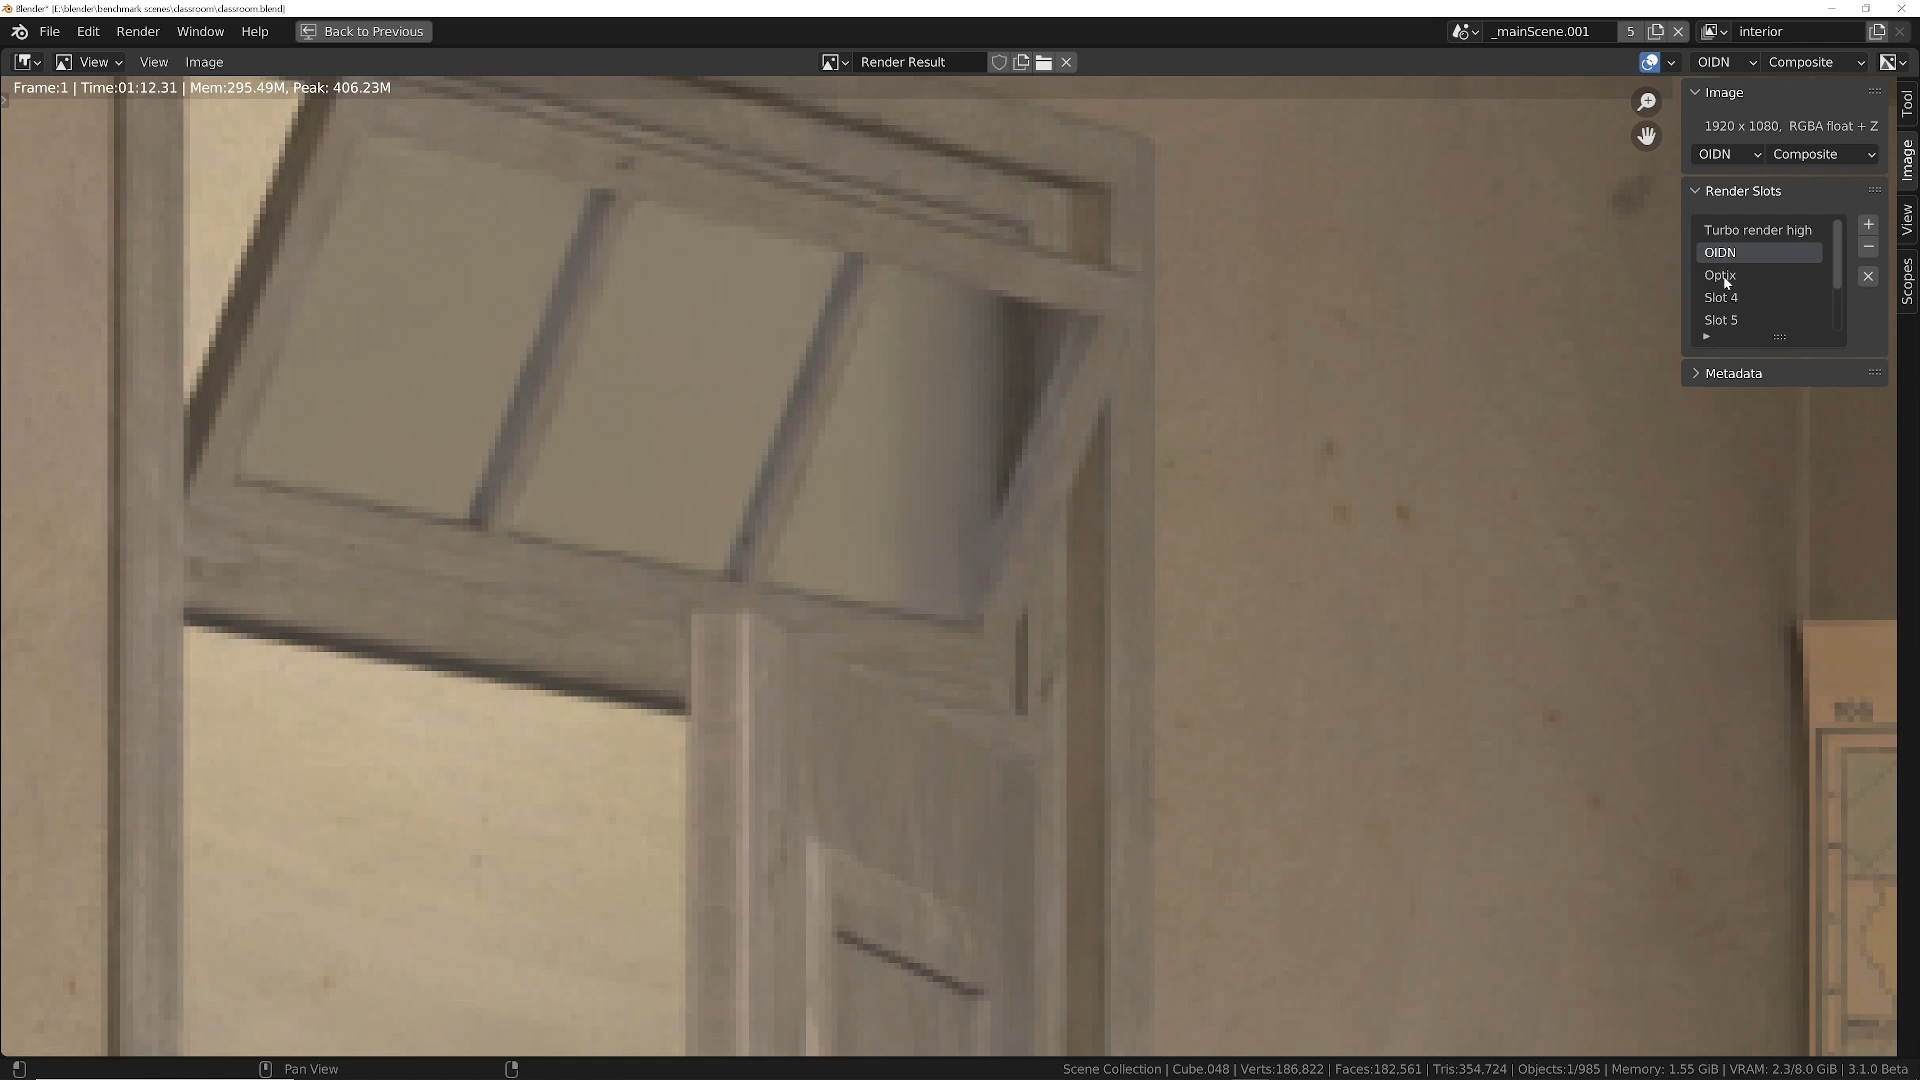 Blender* [E:\blender\benchmark scenes\classroom\classroom.blend]
File Edit Render Window Help Back to Previous _mainScene.001 5 interior
View View Image Render Result OIDN Composite
Frame:1 | Time:01:12.31 | Mem:295.49M, Peak: 406.23M
Image
1920 x 1080, RGBA float + Z
OIDN Composite
Render Slots
Turbo render high
OIDN
Optix
Slot 4
Slot 5
Metadata
Tool
Image
View
Scopes
Pan View
Scene Collection | Cube.048 | Verts:186,822 | Faces:182,561 | Tris:354,724 | Objects:1/985 | Memory: 1.55 GiB | VRAM: 2.3/8.0 GiB | 3.1.0 Beta